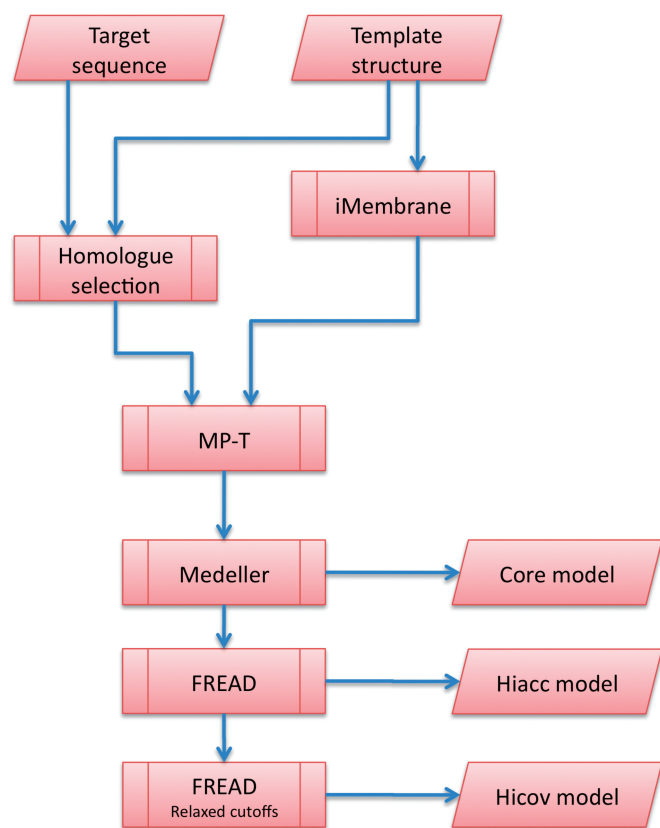 Target
sequence
Template
structure
iMembrane
Homologue
selection
MP-T
Medeller
Core model
FREAD
Hiacc model
FREAD
Relaxed cutoffs
Hicov model